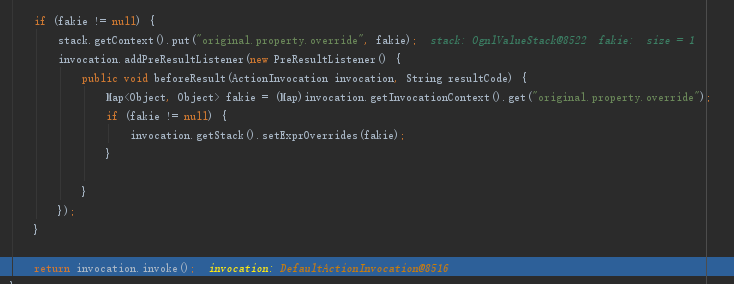 if (fakie != null) {
stack.getContext().put("original.property.override", fakie); stack: OgnlValueStack@8522 fakie: size = 1
invocation.addPreResultListener(new PreResultListener() {
public void beforeResult(ActionInvocation invocation, String resultCode) {
Map<Object, Object> fakie = (Map)invocation.getInvocationContext().get("original.property.override");
if (fakie != null) {
invocation.getStack().setExprOverrides(fakie);
}
}
});
}
return invocation.invoke(); invocation: DefaultActionInvocation@8516